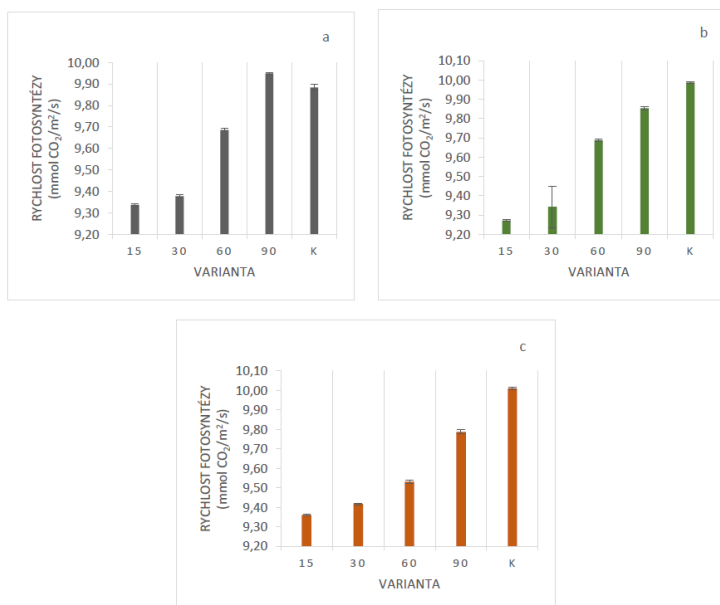 a
RYCHLOST FOTOSYNTÉZY
(mmol CO₂/m²/s)
10,00
9,90
9,80
9,70
9,60
9,50
9,40
9,30
9,20
15 30 60 90 K
VARIANTA
b
RYCHLOST FOTOSYNTÉZY
(mmol CO₂/m²/s)
10,10
10,00
9,90
9,80
9,70
9,60
9,50
9,40
9,30
9,20
15 30 60 90 K
VARIANTA
c
RYCHLOST FOTOSYNTÉZY
(mmol CO₂/m²/s)
10,10
10,00
9,90
9,80
9,70
9,60
9,50
9,40
9,30
9,20
15 30 60 90 K
VARIANTA